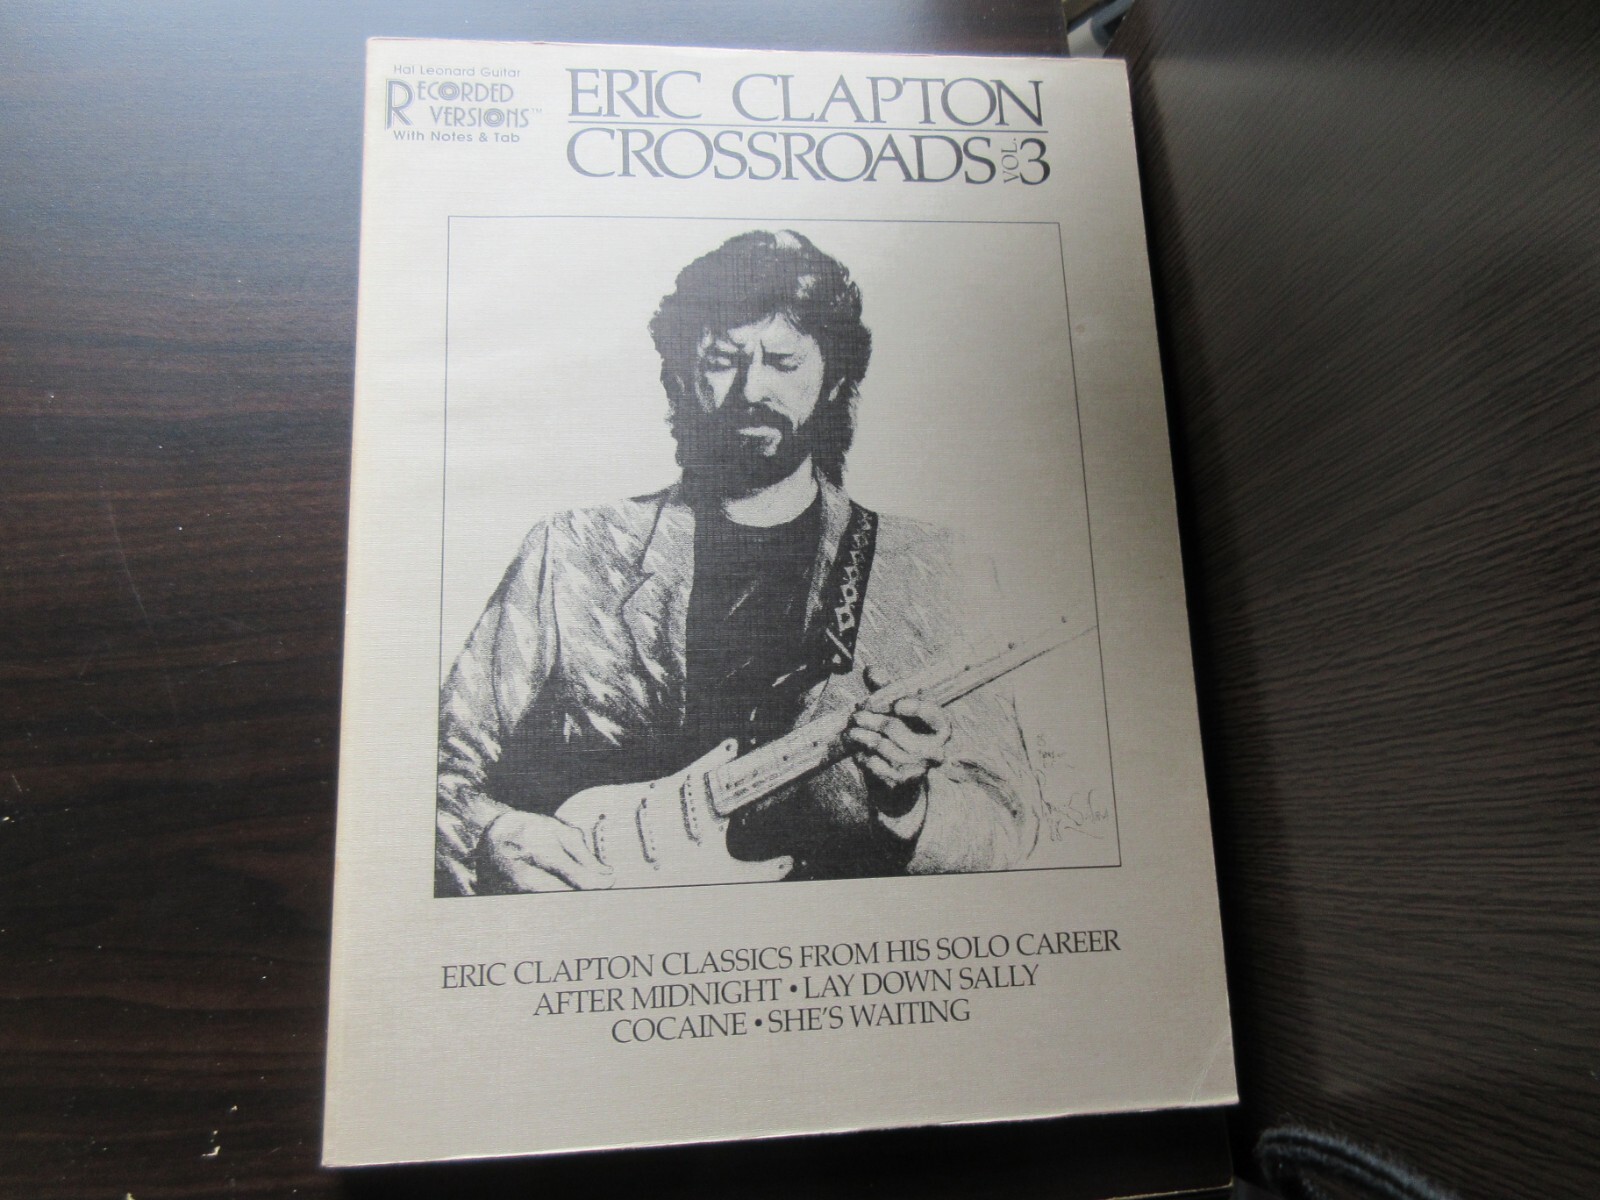 Hal Leonard Guitar
RECORDED
VERSIONS™
With Notes & Tab
ERIC CLAPTON
CROSSROADS VOL. 3
ERIC CLAPTON CLASSICS FROM HIS SOLO CAREER
AFTER MIDNIGHT • LAY DOWN SALLY
COCAINE • SHE'S WAITING